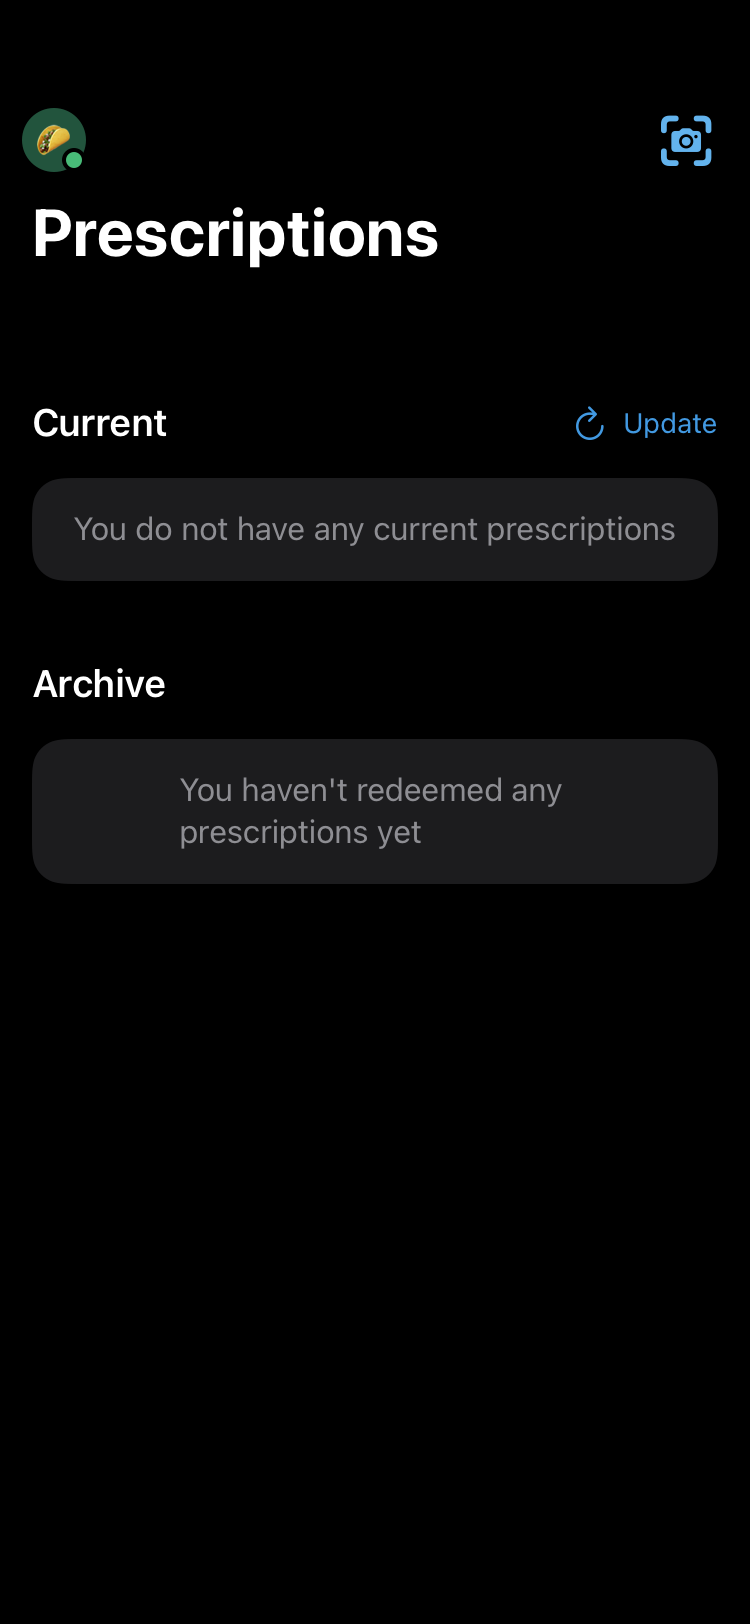 Prescriptions
Current
Update
You do not have any current prescriptions
Archive
You haven't redeemed any
prescriptions yet